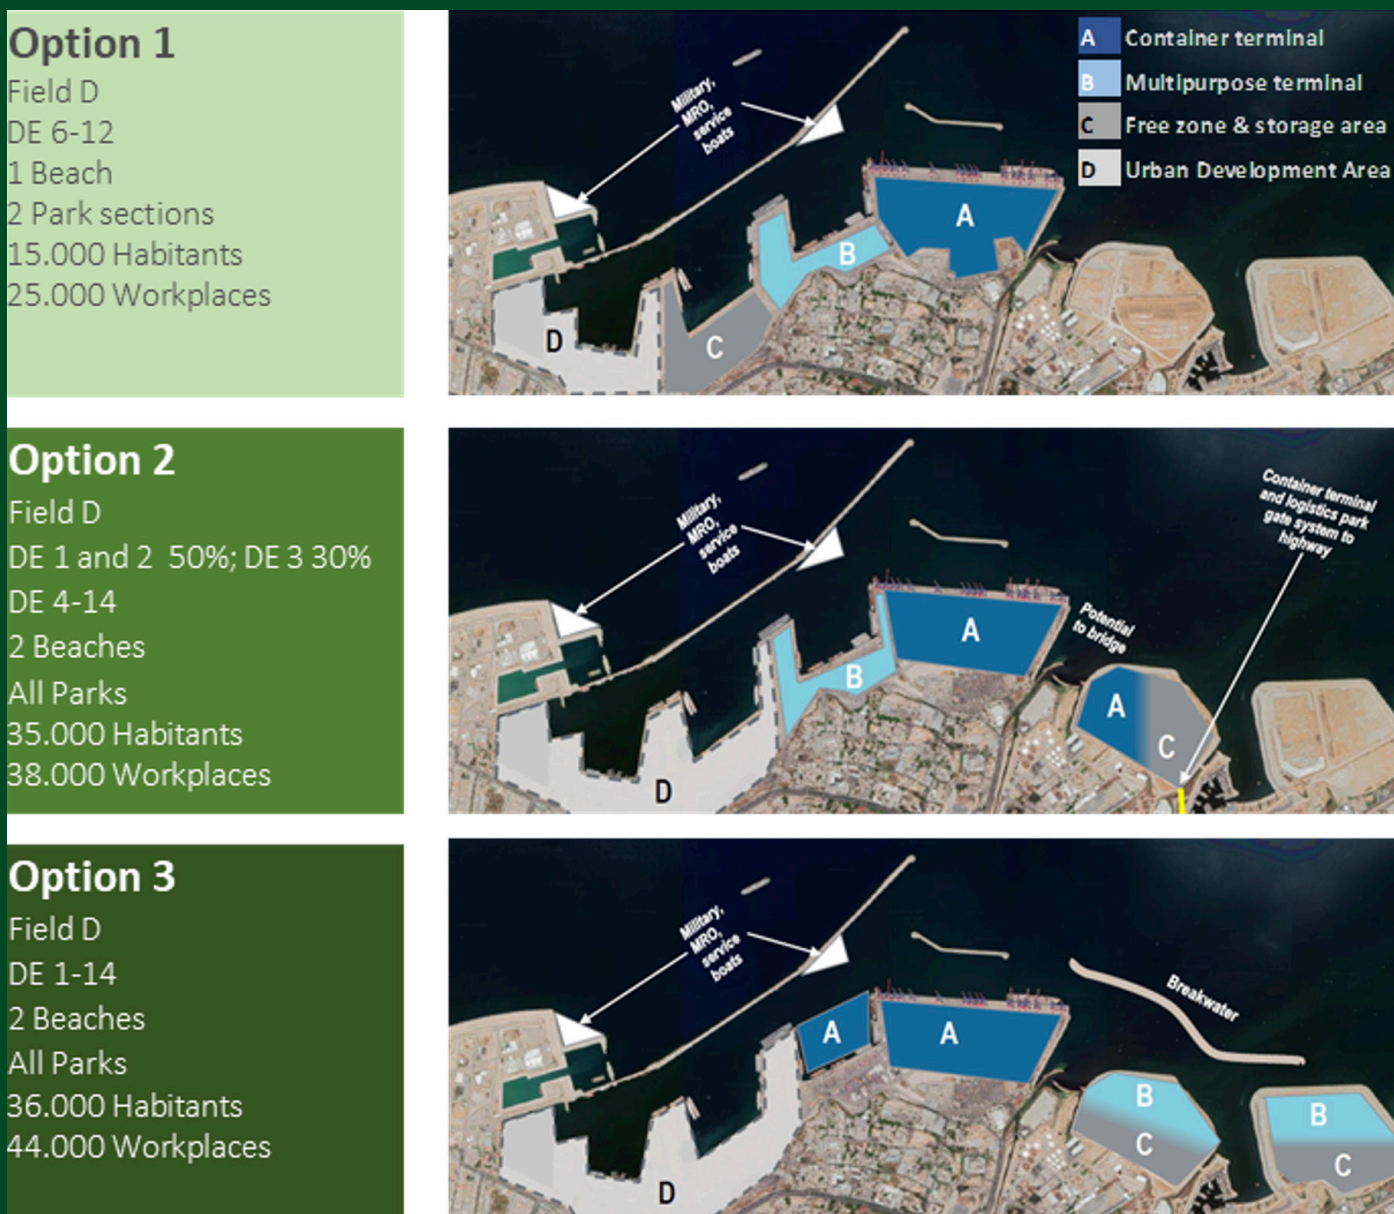 Option 1
Field D
DE 6-12
1 Beach
2 Park sections
15.000 Habitants
25.000 Workplaces
Military,
MRO,
service
boats
A Container terminal
B Multipurpose terminal
C Free zone & storage area
D Urban Development Area
A
B
C
D
Option 2
Field D
DE 1 and 2 50%; DE 3 30%
DE 4-14
2 Beaches
All Parks
35.000 Habitants
38.000 Workplaces
Military,
MRO,
service
boats
Container terminal
and logistics park
gate system to
highway
Potential
to bridge
A
B
A
C
D
Option 3
Field D
DE 1-14
2 Beaches
All Parks
36.000 Habitants
44.000 Workplaces
Military,
MRO,
service
boats
Breakwater
A
A
B
C
B
C
D